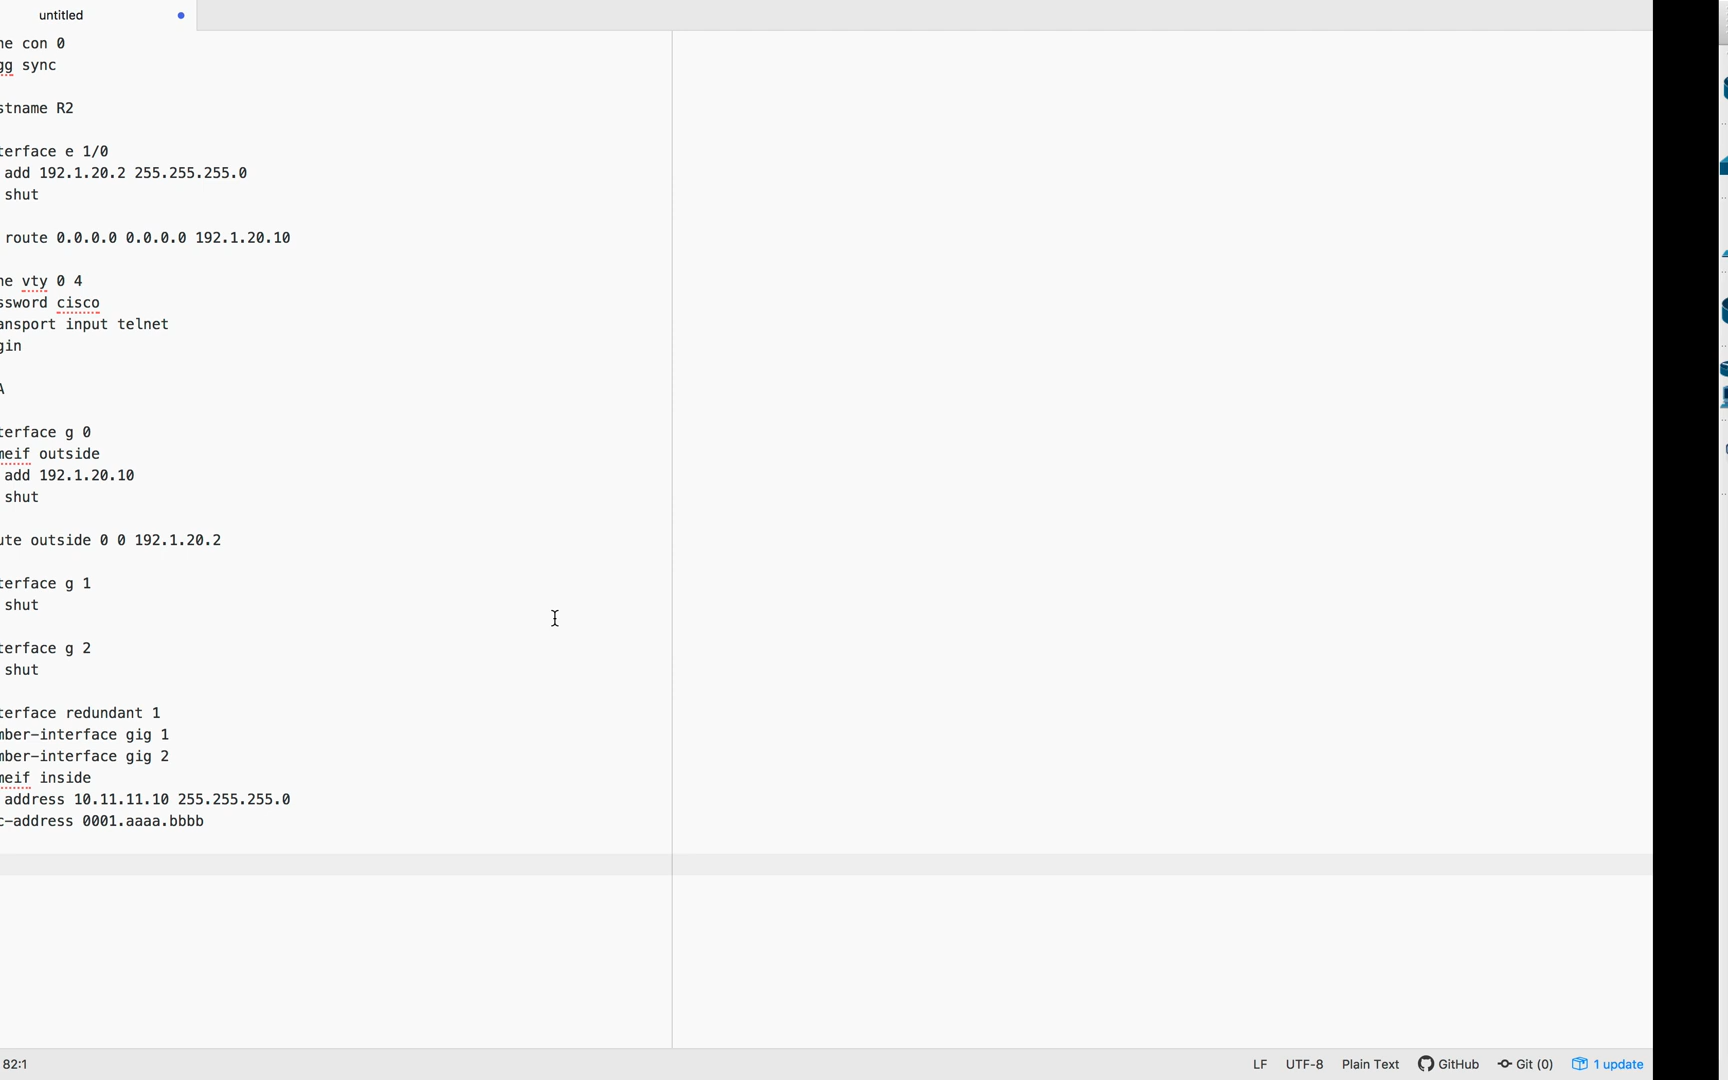 untitled
ne con 0
gg sync
stname R2
terface e 1/0
add 192.1.20.2 255.255.255.0
shut
route 0.0.0.0 0.0.0.0 192.1.20.10
ne vty 0 4
ssword cisco
ansport input telnet
gin
A
terface g 0
meif outside
add 192.1.20.10
shut
ute outside 0 0 192.1.20.2
terface g 1
shut
terface g 2
shut
terface redundant 1
mber-interface gig 1
mber-interface gig 2
meif inside
address 10.11.11.10 255.255.255.0
c-address 0001.aaaa.bbbb
82:1 LF UTF-8 Plain Text GitHub Git (0) 1 update